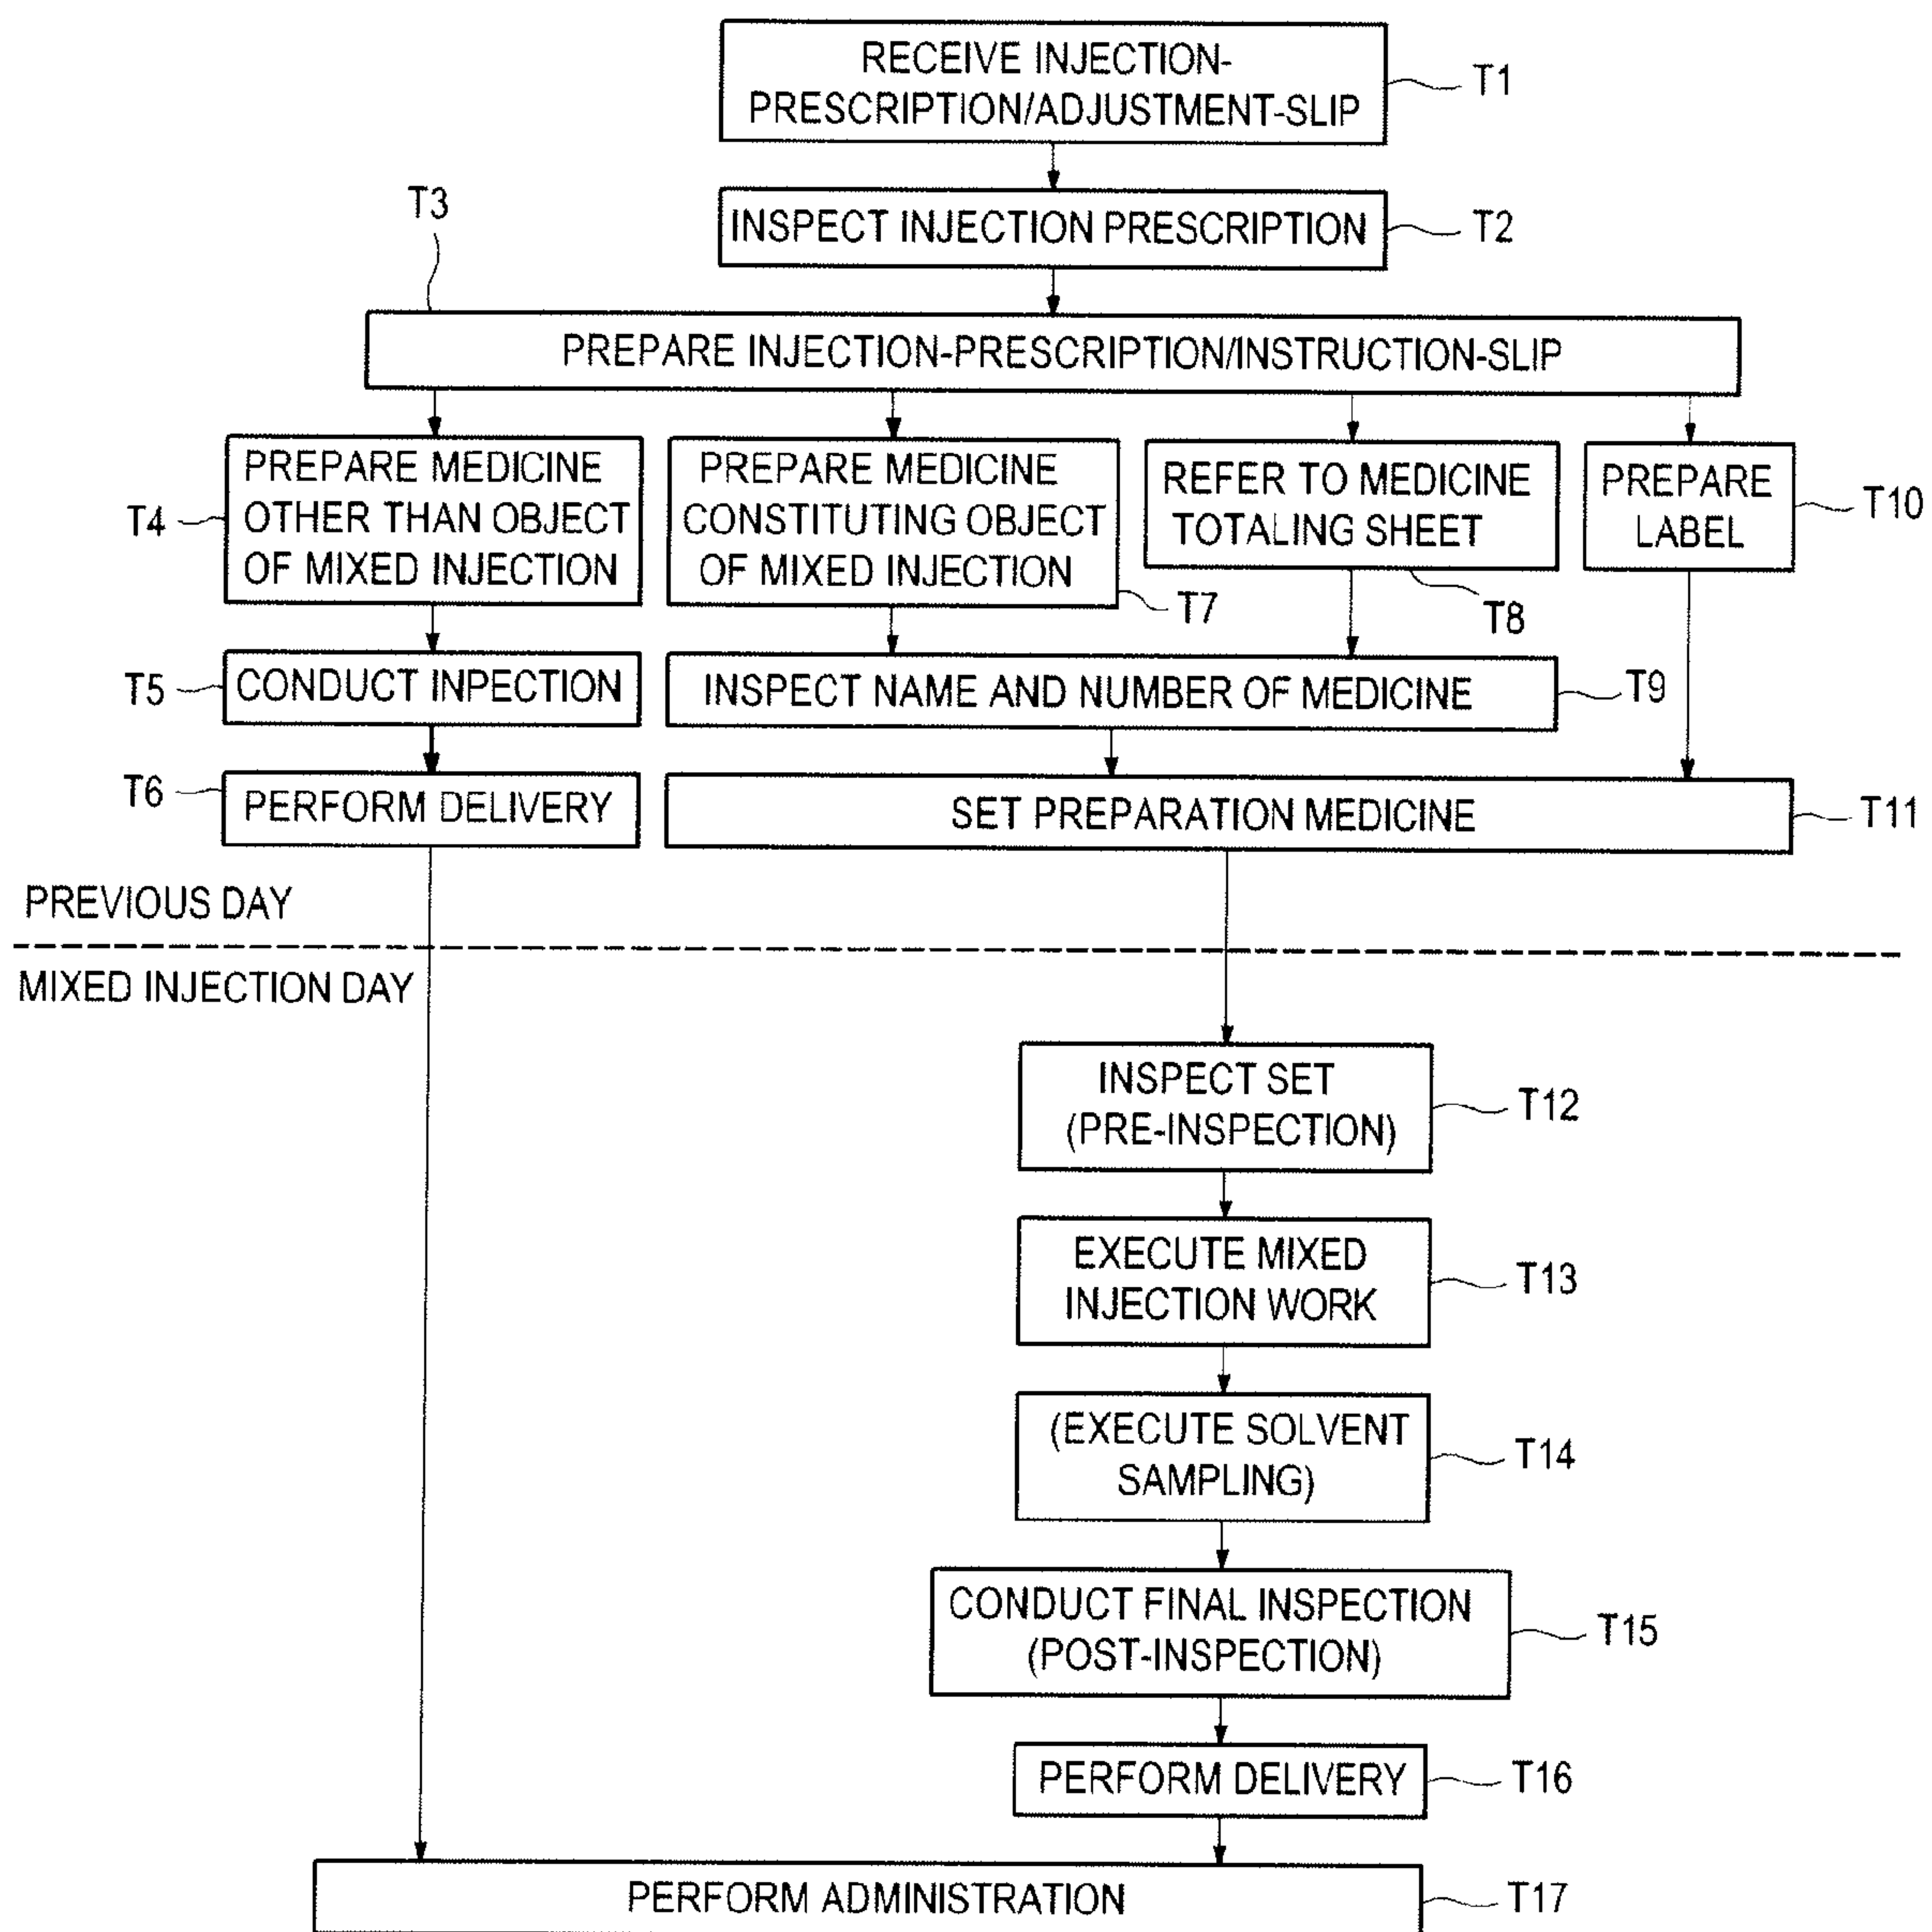 RECEIVE INJECTION-
PRESCRIPTION/ADJUSTMENT-SLIP
T1
INSPECT INJECTION PRESCRIPTION
T2
T3
PREPARE INJECTION-PRESCRIPTION/INSTRUCTION-SLIP
PREPARE MEDICINE
OTHER THAN OBJECT
OF MIXED INJECTION
T4
PREPARE MEDICINE
CONSTITUTING OBJECT
OF MIXED INJECTION
T7
REFER TO MEDICINE
TOTALING SHEET
T8
PREPARE
LABEL
T10
T5
CONDUCT INPECTION
INSPECT NAME AND NUMBER OF MEDICINE
T9
T6
PERFORM DELIVERY
SET PREPARATION MEDICINE
T11
PREVIOUS DAY
MIXED INJECTION DAY
INSPECT SET
(PRE-INSPECTION)
T12
EXECUTE MIXED
INJECTION WORK
T13
(EXECUTE SOLVENT
SAMPLING)
T14
CONDUCT FINAL INSPECTION
(POST-INSPECTION)
T15
PERFORM DELIVERY
T16
PERFORM ADMINISTRATION
T17